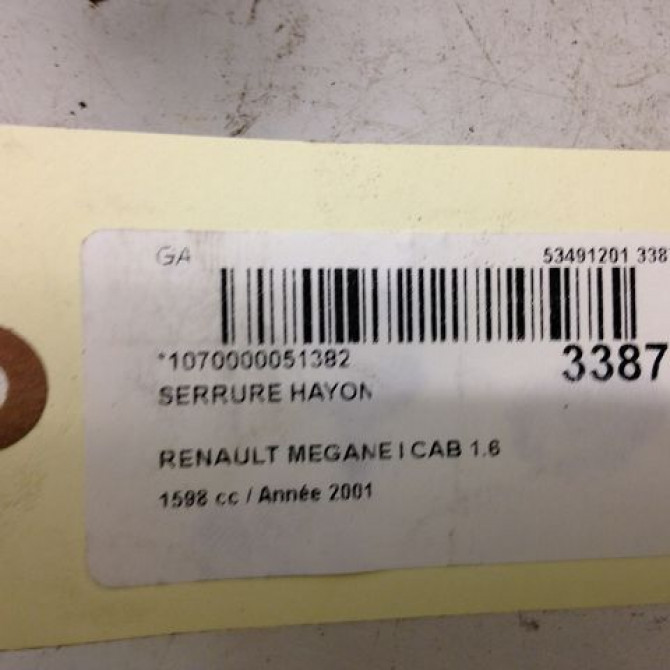 GA 53491201 3387
*1070000051382
3387
SERRURE HAYON
RENAULT MEGANE I CAB 1.6
1598 cc / Année 2001